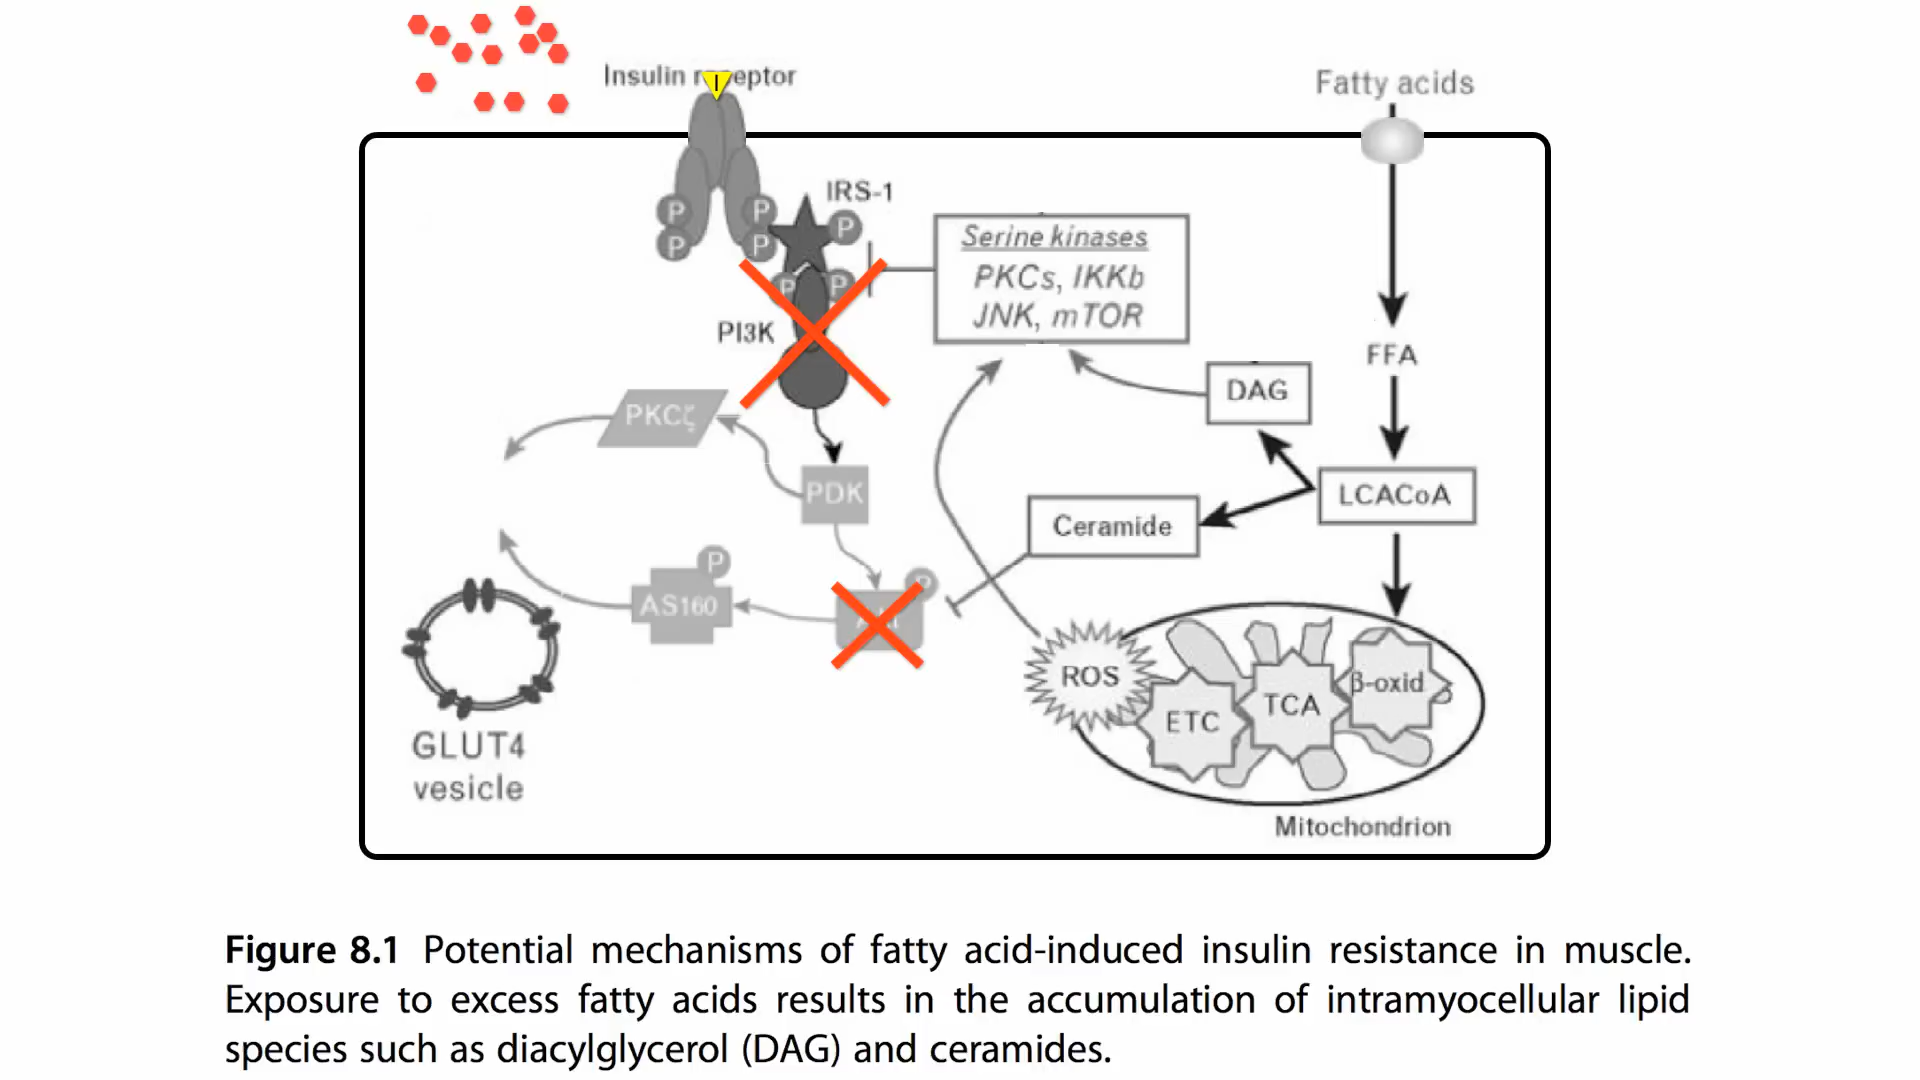 Insulin receptor
I
Fatty acids
IRS-1
P
P
P
P
P
P
P
Serine kinases
PKCs, IKKb
JNK, mTOR
PI3K
FFA
DAG
PKCζ
PDK
LCACoA
Ceramide
P
P
AS160
Akt
ROS
ETC
TCA
β-oxid
GLUT4
vesicle
Mitochondrion
Figure 8.1 Potential mechanisms of fatty acid-induced insulin resistance in muscle.
Exposure to excess fatty acids results in the accumulation of intramyocellular lipid
species such as diacylglycerol (DAG) and ceramides.